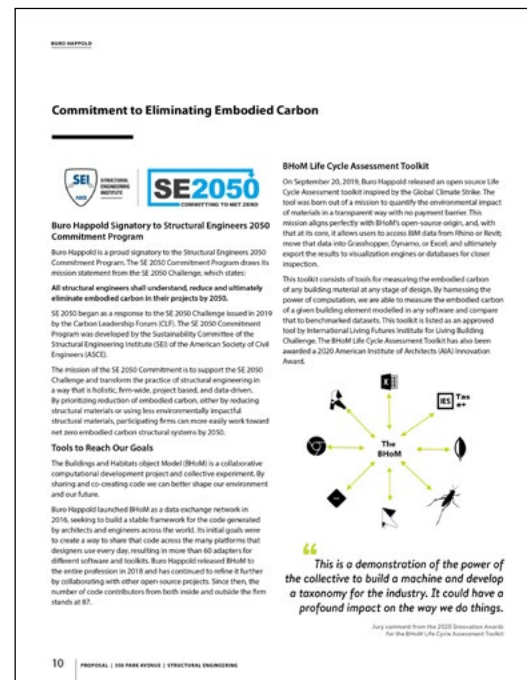 BURO HAPPOLD
Commitment to Eliminating Embodied Carbon
SEI
ASCE
STRUCTURAL
ENGINEERING
INSTITUTE
SE2050
COMMITTING TO NET ZERO
Buro Happold Signatory to Structural Engineers 2050
Commitment Program
Buro Happold is a proud signatory to the Structural Engineers 2050
Commitment Program. The SE 2050 Commitment Program draws its
mission statement from the SE 2050 Challenge, which states:
All structural engineers shall understand, reduce and ultimately
eliminate embodied carbon in their projects by 2050.
SE 2050 began as a response to the SE 2050 Challenge issued in 2019
by the Carbon Leadership Forum (CLF). The SE 2050 Commitment
Program was developed by the Sustainability Committee of the
Structural Engineering Institute (SEI) of the American Society of Civil
Engineers (ASCE).
The mission of the SE 2050 Commitment is to support the SE 2050
Challenge and transform the practice of structural engineering in
a way that is holistic, firm-wide, project based, and data-driven.
By prioritizing reduction of embodied carbon, either by reducing
structural materials or using less environmentally impactful
structural materials, participating firms can more easily work toward
net zero embodied carbon structural systems by 2050.
Tools to Reach Our Goals
The Buildings and Habitats object Model (BHoM) is a collaborative
computational development project and collective experiment. By
sharing and co-creating code we can better shape our environment
and our future.
Buro Happold launched BHoM as a data exchange network in
2016, seeking to build a stable framework for the code generated
by architects and engineers across the world. Its initial goals were
to create a way to share that code across the many platforms that
designers use every day, resulting in more than 60 adapters for
different software and toolkits. Buro Happold released BHoM to
the entire profession in 2018 and has continued to refine it further
by collaborating with other open-source projects. Since then, the
number of code contributors from both inside and outside the firm
stands at 87.
BHoM Life Cycle Assessment Toolkit
On September 20, 2019, Buro Happold released an open source Life
Cycle Assessment toolkit inspired by the Global Climate Strike. The
tool was born out of a mission to quantify the environmental impact
of materials in a transparent way with no payment barrier. This
mission aligns perfectly with BHoM's open-source origin, and, with
that at its core, it allows users to access BIM data from Rhino or Revit;
move that data into Grasshopper, Dynamo, or Excel; and ultimately
export the results to visualization engines or databases for closer
inspection.
This toolkit consists of tools for measuring the embodied carbon
of any building material at any stage of design. By harnessing the
power of computation, we are able to measure the embodied carbon
of a given building element modelled in any software and compare
that to benchmarked datasets. This toolkit is listed as an approved
tool by International Living Futures Institute for Living Building
Challenge. The BHoM Life Cycle Assessment Toolkit has also been
awarded a 2020 American Institute of Architects (AIA) Innovation
Award.
X
IES
Tas
The
BHoM
“
This is a demonstration of the power of
the collective to build a machine and develop
a taxonomy for the industry. It could have a
profound impact on the way we do things.
Jury comment from the 2020 Innovation Awards
For the BHoM Life Cycle Assessment Toolkit
10 PROPOSAL | 350 PARK AVENUE | STRUCTURAL ENGINEERING